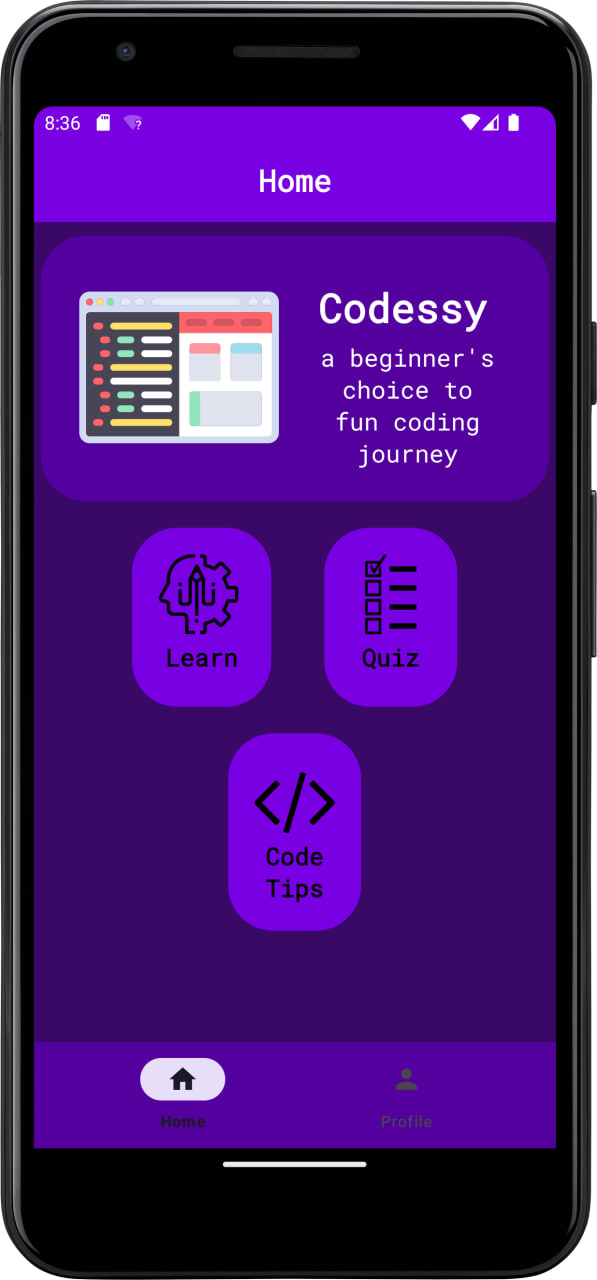 8:36
Home
Codessy
a beginner's
choice to
fun coding
journey
Learn
Quiz
Code
Tips
Home
Profile